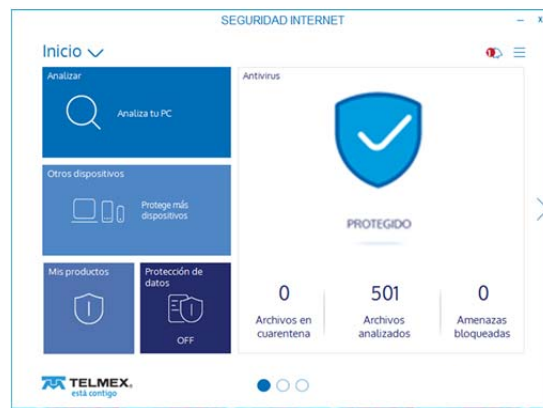 SEGURIDAD INTERNET
Inicio
Analizar
Analiza tu PC
Otros dispositivos
Protege más
dispositivos
Mis productos
Protección de
datos
OFF
Antivirus
PROTEGIDO
0
Archivos en
cuarentena
501
Archivos
analizados
0
Amenazas
bloqueadas
TELMEX.
está contigo